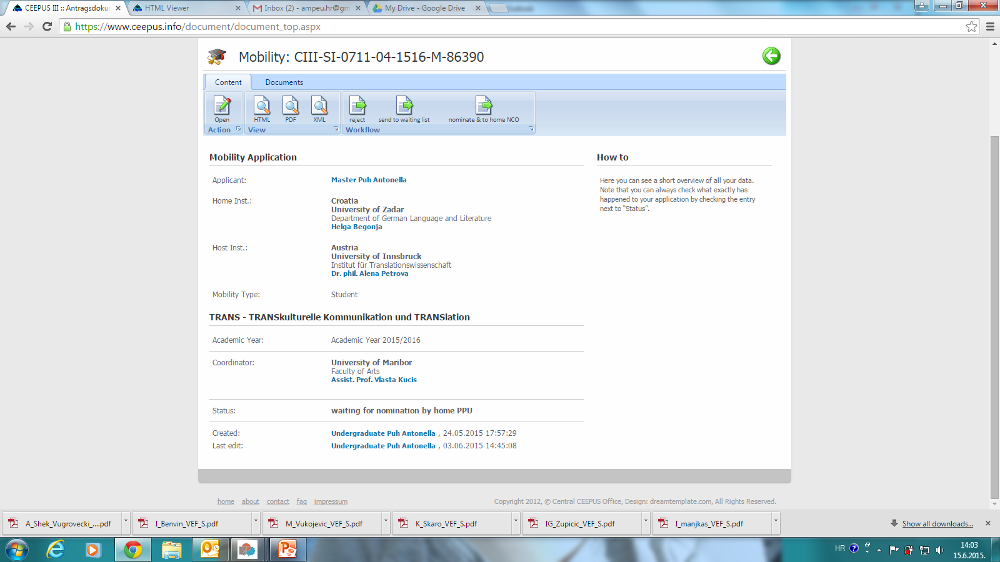 CEEPUS III :: Antragsdokun
HTML Viewer
Inbox (2) - ampeu.hr@gm
My Drive - Google Drive
https://www.ceepus.info/document/document_top.aspx
Mobility: CIII-SI-0711-04-1516-M-86390
Content Documents
Open HTML PDF XML reject send to waiting list nominate & to home NCO
Action View Workflow
Mobility Application
Applicant: Master Puh Antonella
Home Inst.: Croatia
University of Zadar
Department of German Language and Literature
Helga Begonja
Host Inst.: Austria
University of Innsbruck
Institut für Translationswissenschaft
Dr. phil. Alena Petrova
Mobility Type: Student
TRANS - TRANSkulturelle Kommunikation und TRANSlation
Academic Year: Academic Year 2015/2016
Coordinator: University of Maribor
Faculty of Arts
Assist. Prof. Vlasta Kucis
Status: waiting for nomination by home PPU
Created: Undergraduate Puh Antonella , 24.05.2015 17:57:29
Last edit: Undergraduate Puh Antonella , 03.06.2015 14:45:08
How to
Here you can see a short overview of all your data.
Note that you can always check what exactly has
happened to your application by checking the entry
next to “Status”.
home about contact faq impressum
Copyright 2012, © Central CEEPUS Office, Design: dreamtemplate.com, All Rights Reserved.
A_Shek_Vugrovecki_....pdf
I_Benvin_VEF_S.pdf
M_Vukojevic_VEF_S.pdf
K_Skaro_VEF_S.pdf
IG_Zupicic_VEF_S.pdf
I_manjkas_VEF_S.pdf
Show all downloads...
HR
14:03
15.6.2015.